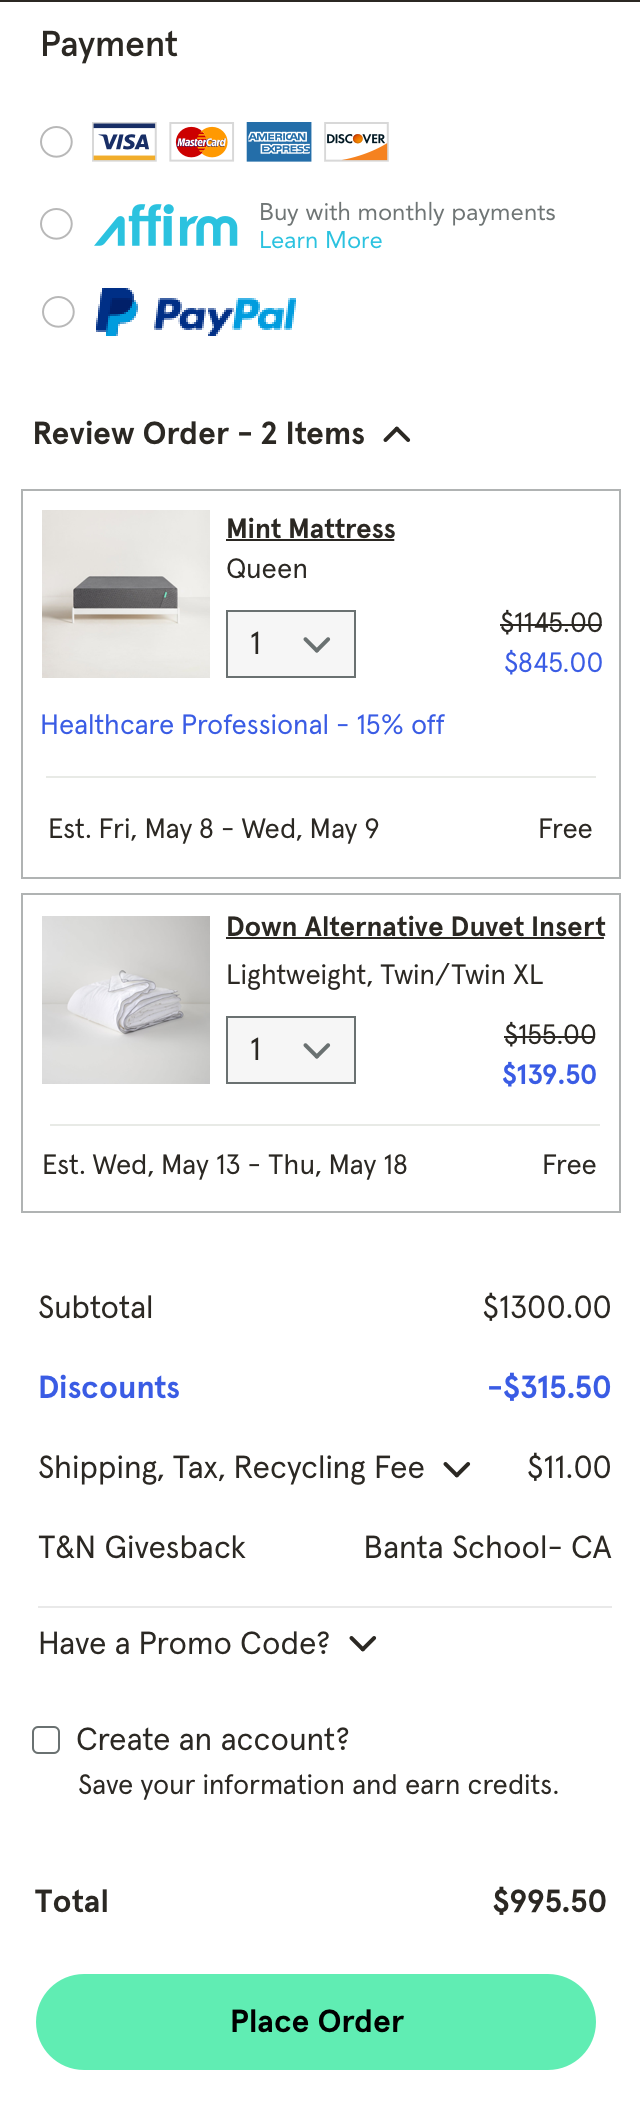 Payment
VISA MasterCard AMERICAN EXPRESS DISCOVER
affirm Buy with monthly payments
Learn More
PayPal
Review Order - 2 Items
Mint Mattress
Queen
1
$1145.00
$845.00
Healthcare Professional - 15% off
Est. Fri, May 8 - Wed, May 9 Free
Down Alternative Duvet Insert
Lightweight, Twin/Twin XL
1
$155.00
$139.50
Est. Wed, May 13 - Thu, May 18 Free
Subtotal $1300.00
Discounts -$315.50
Shipping, Tax, Recycling Fee $11.00
T&N Givesback Banta School- CA
Have a Promo Code?
Create an account?
Save your information and earn credits.
Total $995.50
Place Order